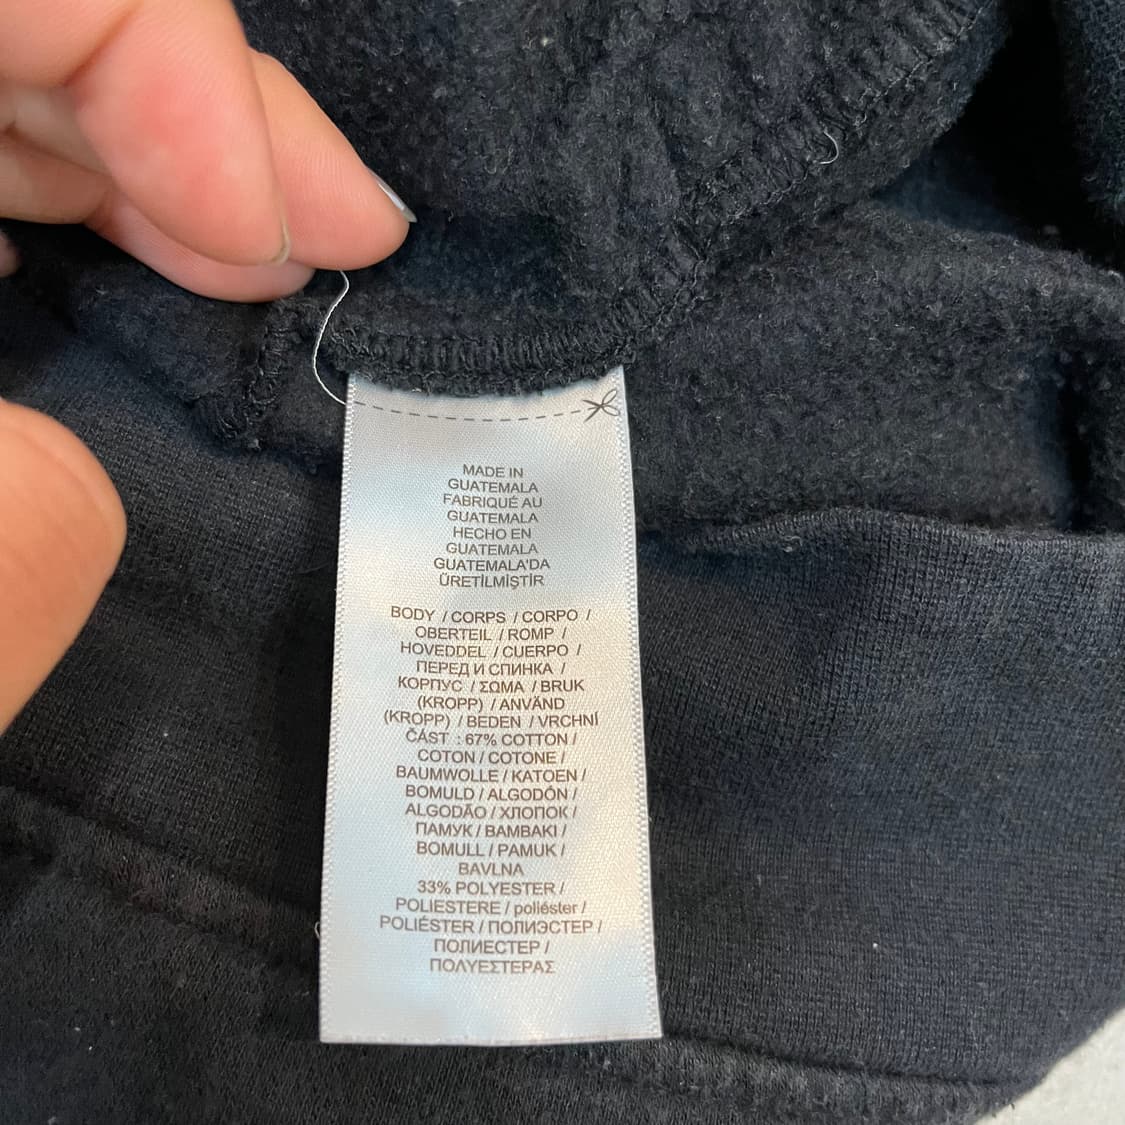 MADE IN
GUATEMALA
FABRIQUÉ AU
GUATEMALA
HECHO EN
GUATEMALA
GUATEMALA'DA
ÜRETİLMİŞTİR
BODY / CORPS / CORPO /
OBERTEIL / ROMP /
HOVEDDEL / CUERPO /
ПЕРЕД И СПИНКА /
КОРПУС / ΣΩΜΑ / BRUK
(KROPP) / ANVÄND
(KROPP) / BEDEN / VRCHNÍ
ČÁST : 67% COTTON /
COTON / COTONE /
BAUMWOLLE / KATOEN /
BOMULD / ALGODÓN /
ALGODÃO / ХЛОПОК /
ПАМУК / BAMBAKI /
BOMULL / PAMUK /
BAVLNA
33% POLYESTER /
POLIESTERE / poliéster /
POLIÉSTER / ПОЛИЭСТЕР /
ПОЛИЕСТЕР /
ΠΟΛΥΕΣΤΕΡΑΣ